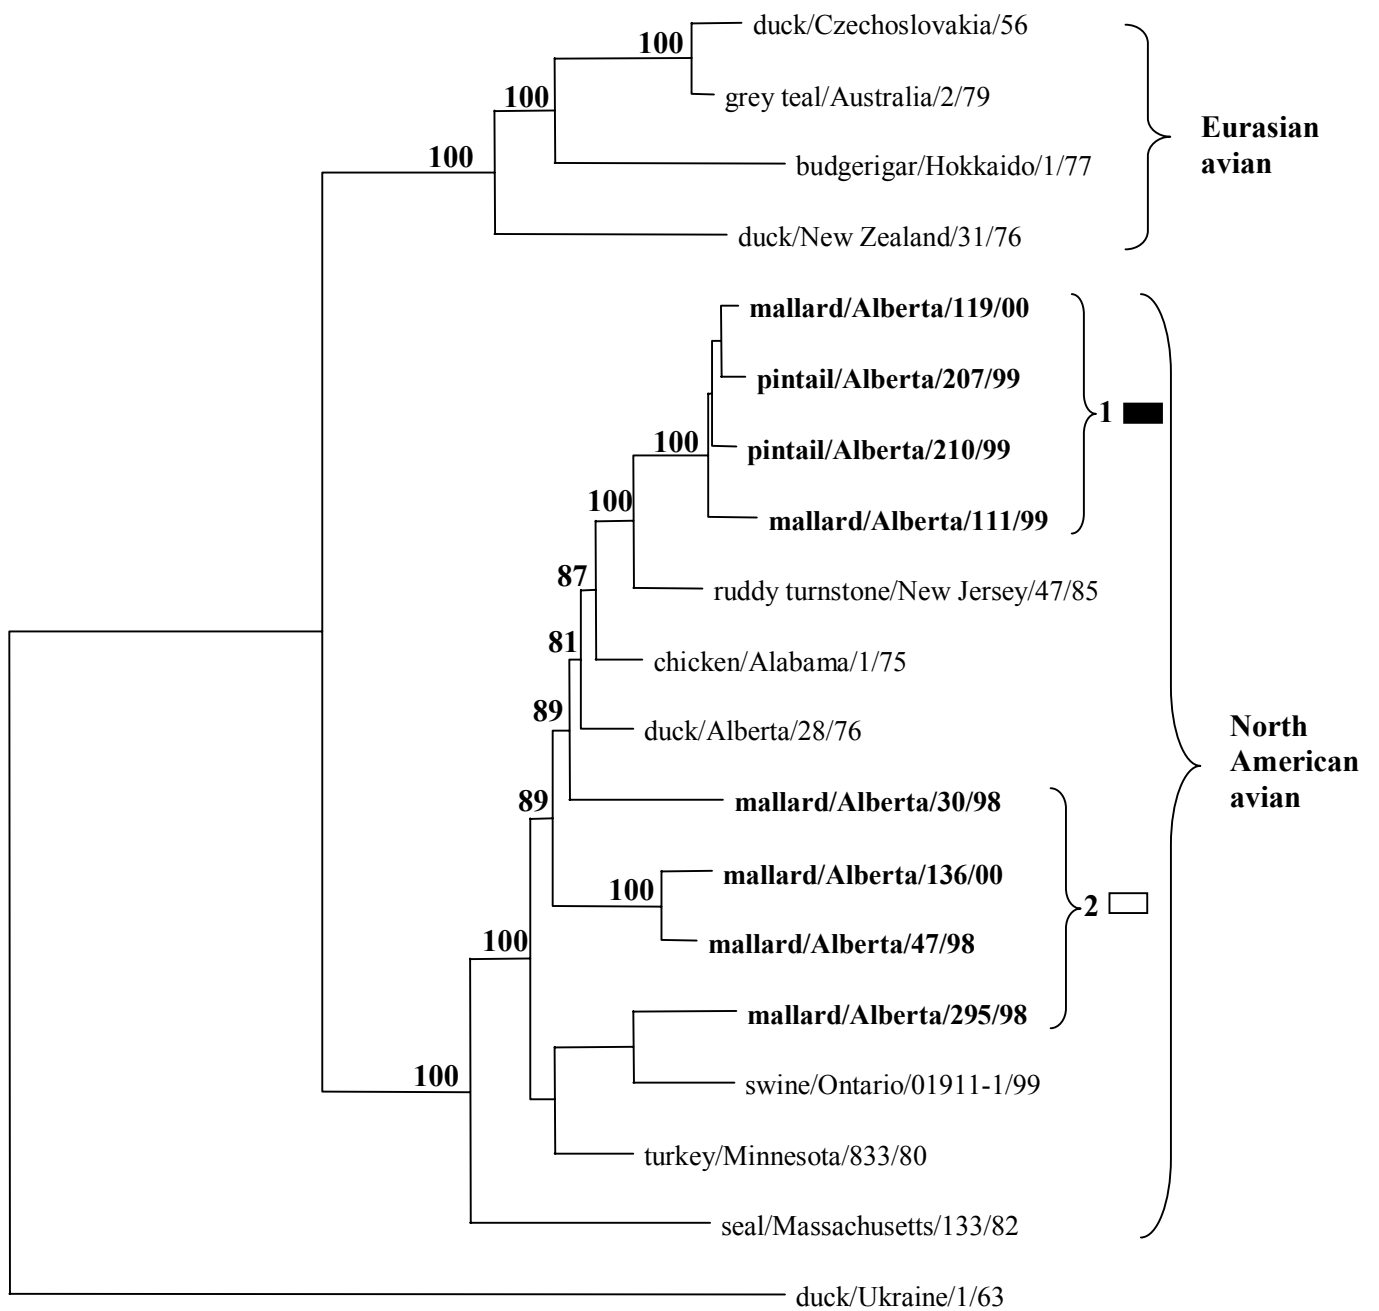 duck/Czechoslovakia/56
100
grey teal/Australia/2/79
100
Eurasian
avian
100
budgerigar/Hokkaido/1/77
duck/New Zealand/31/76
mallard/Alberta/119/00
pintail/Alberta/207/99
1
100
pintail/Alberta/210/99
100
mallard/Alberta/111/99
87
ruddy turnstone/New Jersey/47/85
81
chicken/Alabama/1/75
89
duck/Alberta/28/76
North
American
avian
89
mallard/Alberta/30/98
100
mallard/Alberta/136/00
2
100
mallard/Alberta/47/98
mallard/Alberta/295/98
100
swine/Ontario/01911-1/99
turkey/Minnesota/833/80
seal/Massachusetts/133/82
duck/Ukraine/1/63